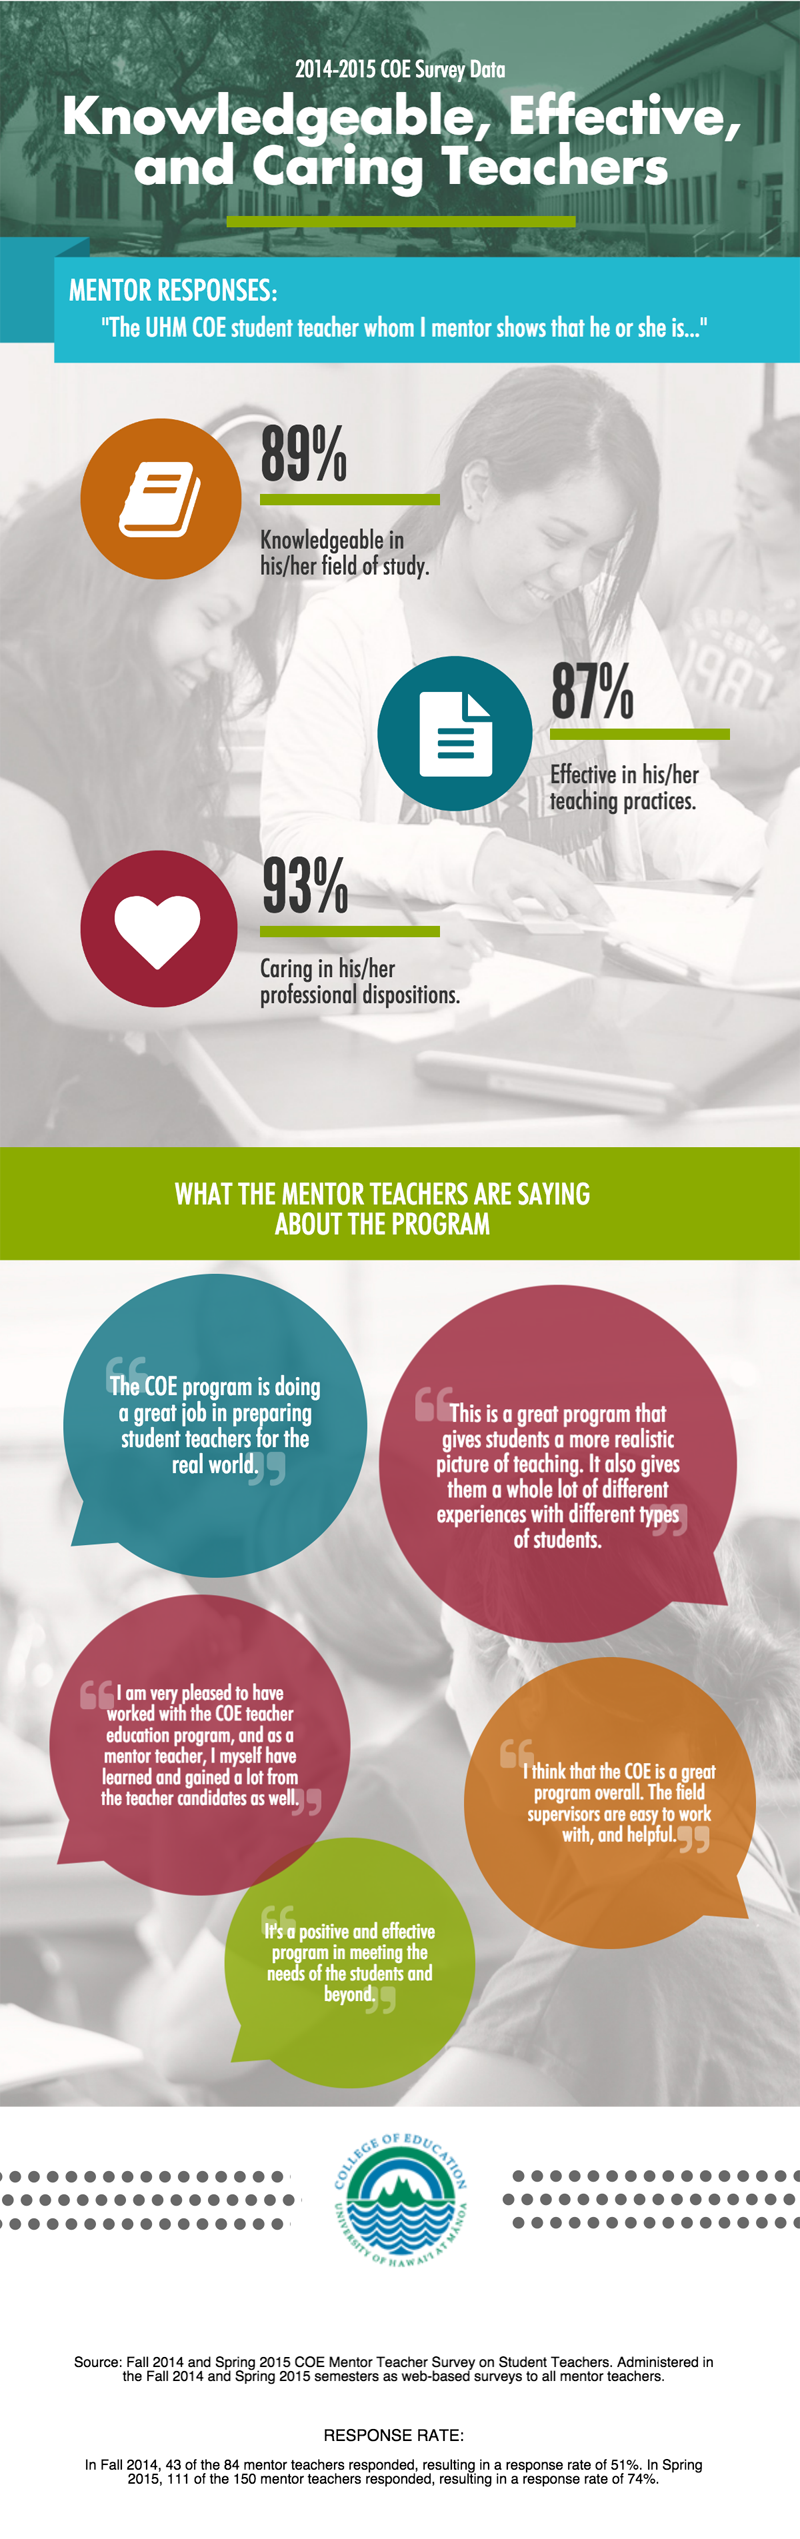 2014-2015 COE Survey Data
Knowledgeable, Effective,
and Caring Teachers
MENTOR RESPONSES:
"The UHM COE student teacher whom I mentor shows that he or she is..."
89%
Knowledgeable in
his/her field of study.
AEROPOSTA
EST
1987
87%
Effective in his/her
teaching practices.
93%
Caring in his/her
professional dispositions.
WHAT THE MENTOR TEACHERS ARE SAYING
ABOUT THE PROGRAM
“The COE program is doing
a great job in preparing
student teachers for the
real world.”
“This is a great program that
gives students a more realistic
picture of teaching. It also gives
them a whole lot of different
experiences with different types
of students.”
“I am very pleased to have
worked with the COE teacher
education program, and as a
mentor teacher, I myself have
learned and gained a lot from
the teacher candidates as well.”
“I think that the COE is a great
program overall. The field
supervisors are easy to work
with, and helpful.”
“It's a positive and effective
program in meeting the
needs of the students and
beyond.”
COLLEGE OF EDUCATION
UNIVERSITY OF HAWAI‘I AT MĀNOA
Source: Fall 2014 and Spring 2015 COE Mentor Teacher Survey on Student Teachers. Administered in
the Fall 2014 and Spring 2015 semesters as web-based surveys to all mentor teachers.
RESPONSE RATE:
In Fall 2014, 43 of the 84 mentor teachers responded, resulting in a response rate of 51%. In Spring
2015, 111 of the 150 mentor teachers responded, resulting in a response rate of 74%.